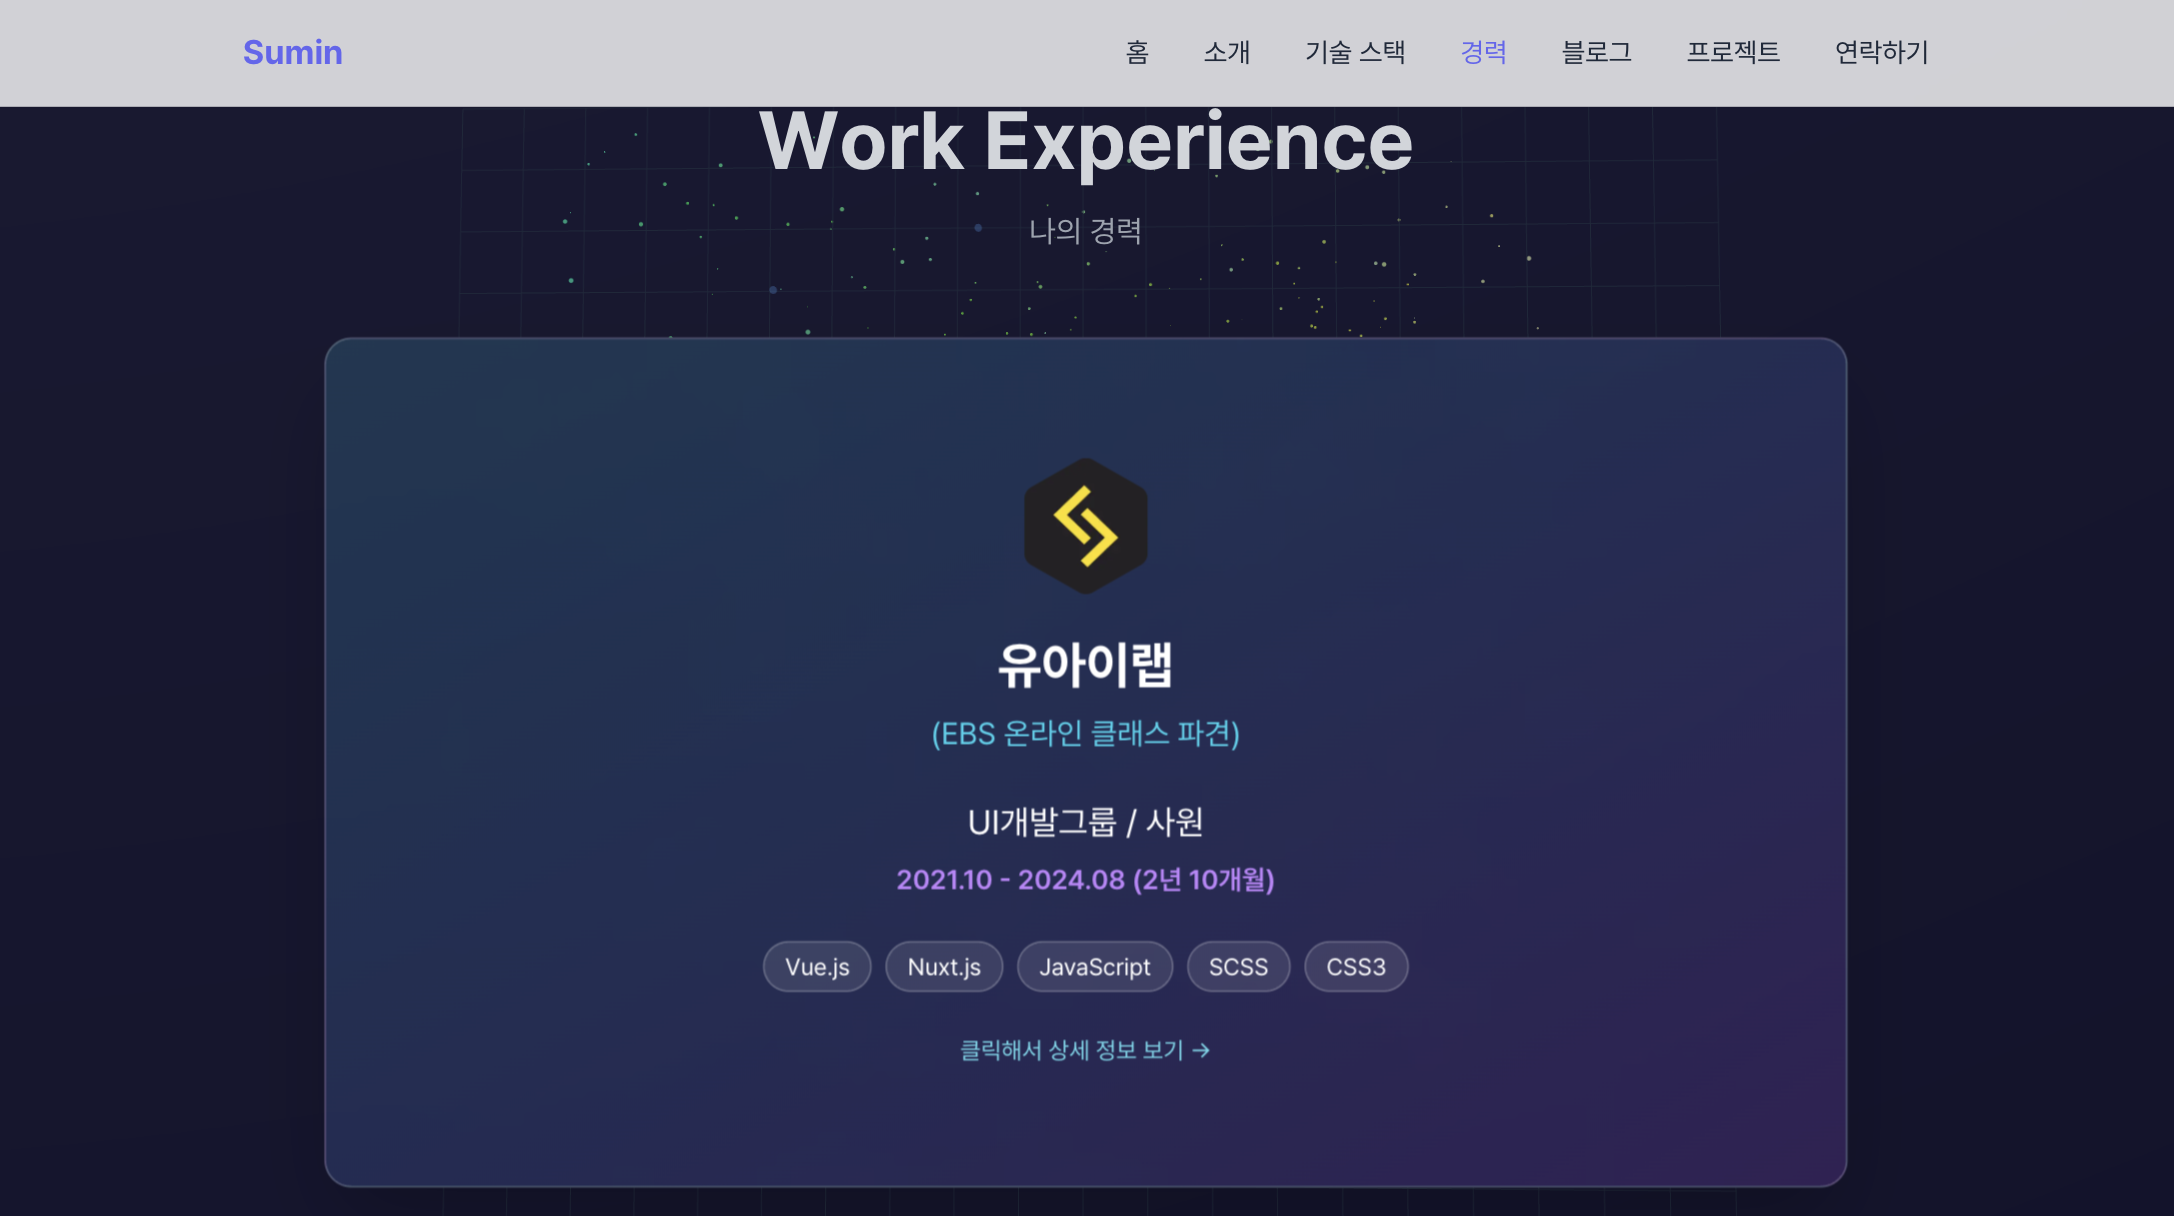 Sumin
홈 소개 기술 스택 경력 블로그 프로젝트 연락하기
Work Experience
나의 경력
유아이랩
(EBS 온라인 클래스 파견)
UI개발그룹 / 사원
2021.10 - 2024.08 (2년 10개월)
Vue.js Nuxt.js JavaScript SCSS CSS3
클릭해서 상세 정보 보기 →